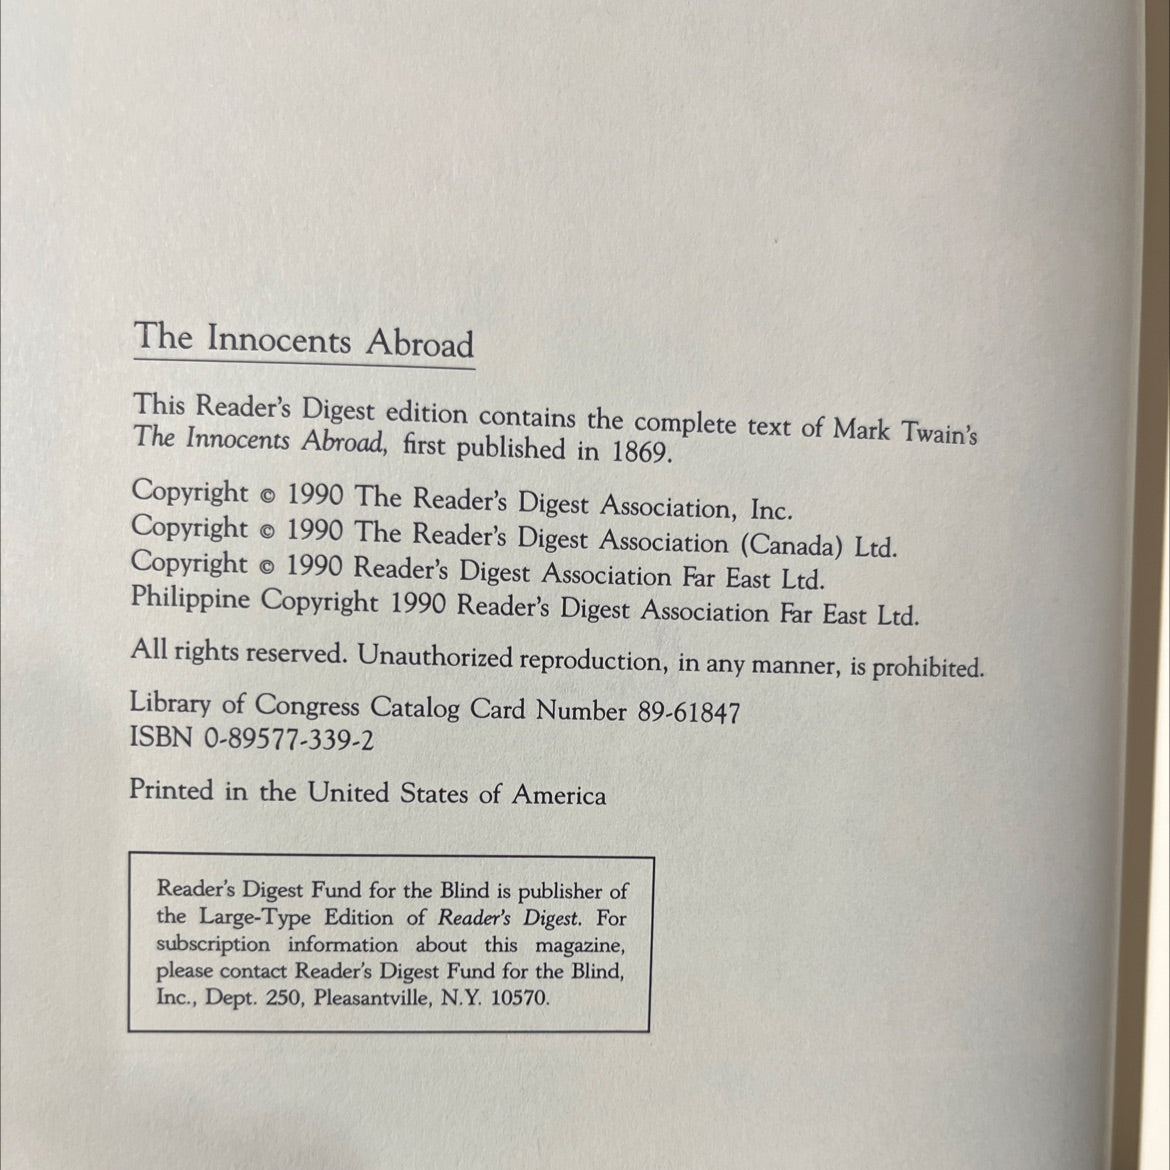 The Innocents Abroad
This Reader's Digest edition contains the complete text of Mark Twain's
The Innocents Abroad, first published in 1869.
Copyright © 1990 The Reader's Digest Association, Inc.
Copyright © 1990 The Reader's Digest Association (Canada) Ltd.
Copyright © 1990 Reader's Digest Association Far East Ltd.
Philippine Copyright 1990 Reader's Digest Association Far East Ltd.
All rights reserved. Unauthorized reproduction, in any manner, is prohibited.
Library of Congress Catalog Card Number 89-61847
ISBN 0-89577-339-2
Printed in the United States of America
Reader's Digest Fund for the Blind is publisher of
the Large-Type Edition of Reader's Digest. For
subscription information about this magazine,
please contact Reader's Digest Fund for the Blind,
Inc., Dept. 250, Pleasantville, N.Y. 10570.